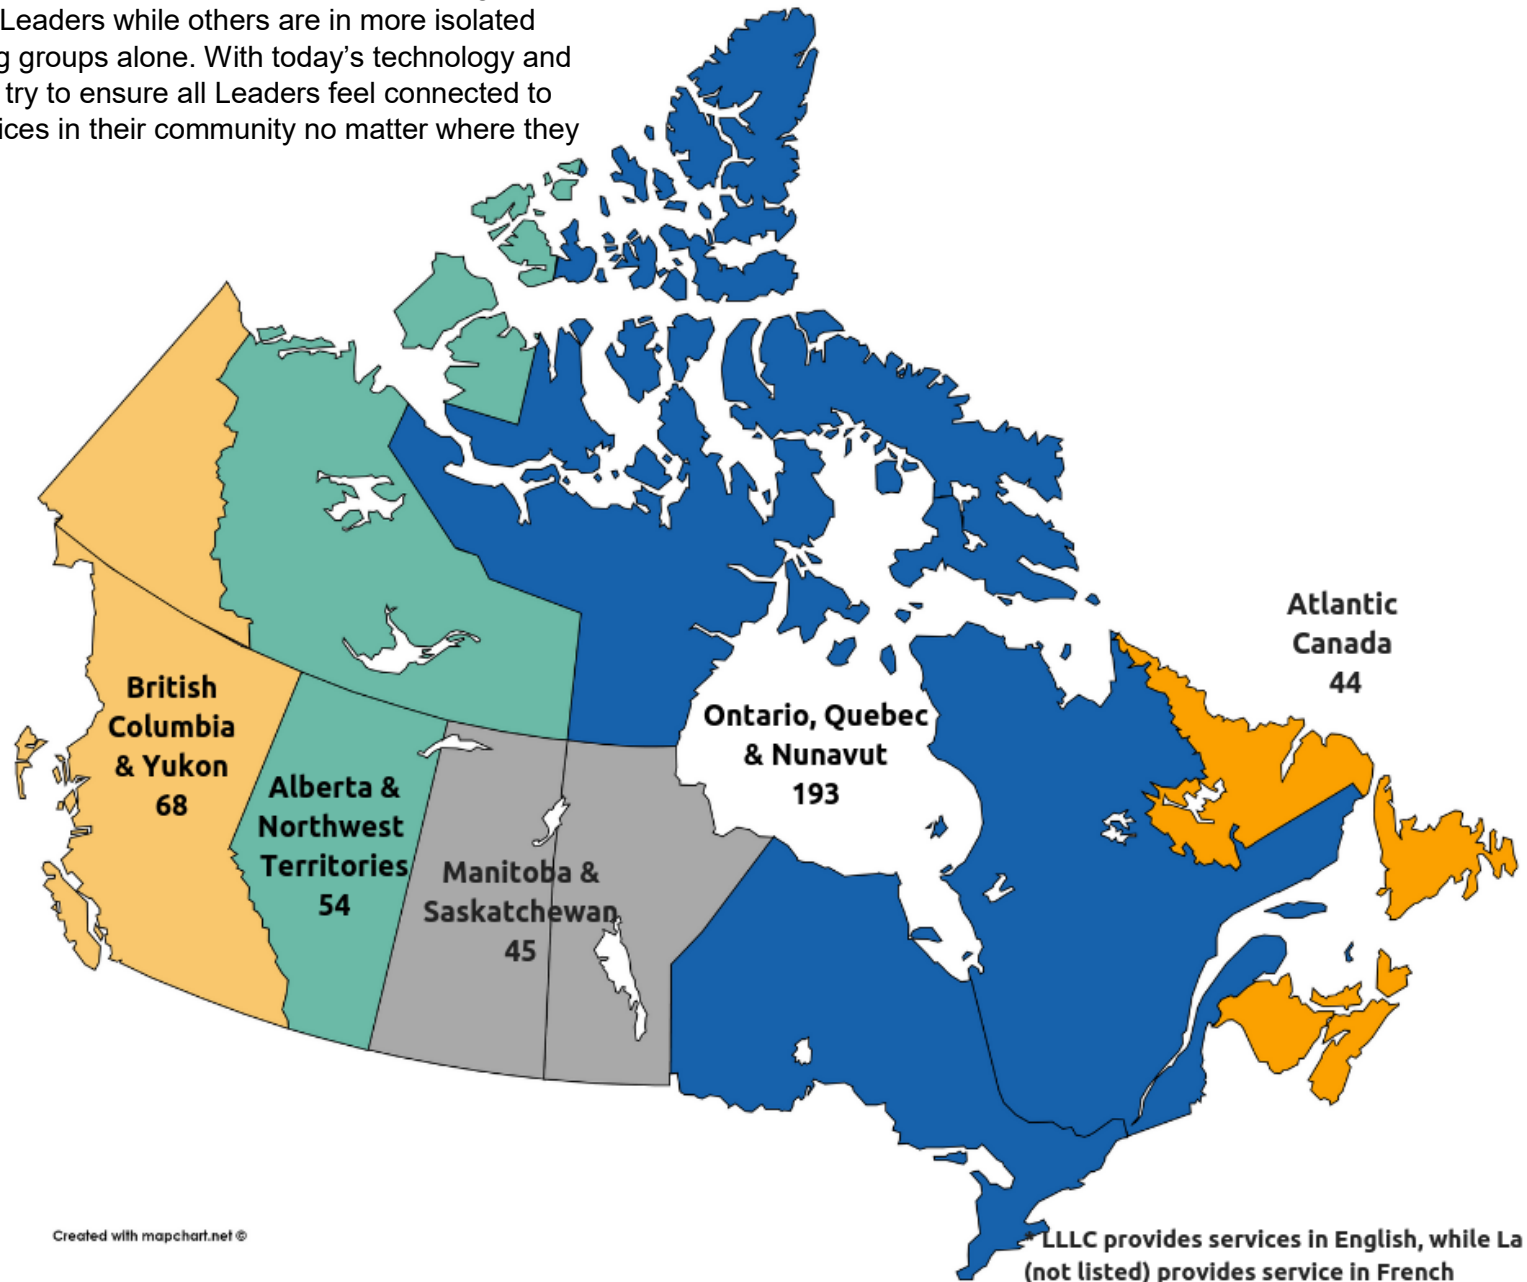 Leaders while others are in more isolated
g groups alone. With today's technology and
try to ensure all Leaders feel connected to
ices in their community no matter where they
Atlantic
Canada
44
British
Columbia
& Yukon
68
Ontario, Quebec
& Nunavut
193
Alberta &
Northwest
Territories
54
Manitoba &
Saskatchewan
45
Created with mapchart.net ©
* LLLC provides services in English, while La
(not listed) provides service in French